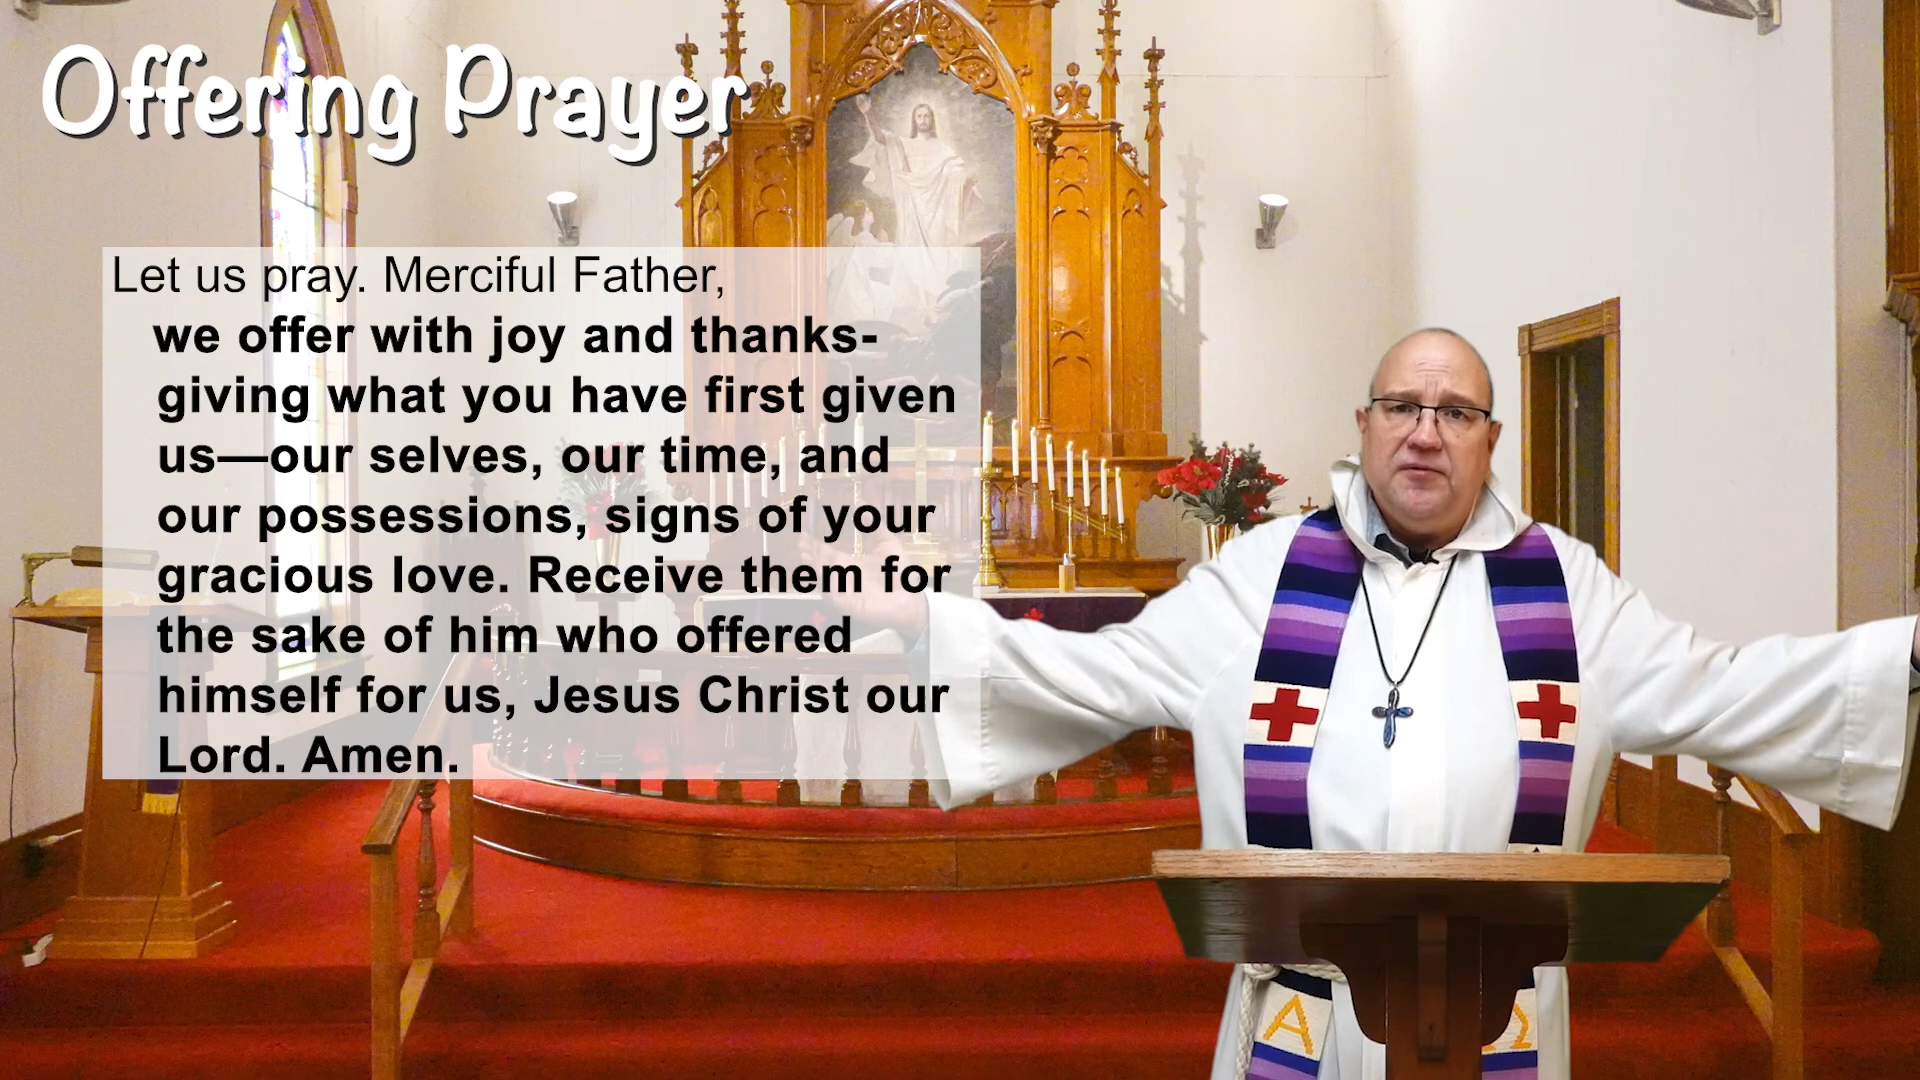 Offering Prayer
Let us pray. Merciful Father,
we offer with joy and thanks-
giving what you have first given
us—our selves, our time, and
our possessions, signs of your
gracious love. Receive them for
the sake of him who offered
himself for us, Jesus Christ our
Lord. Amen.
Α
Ω